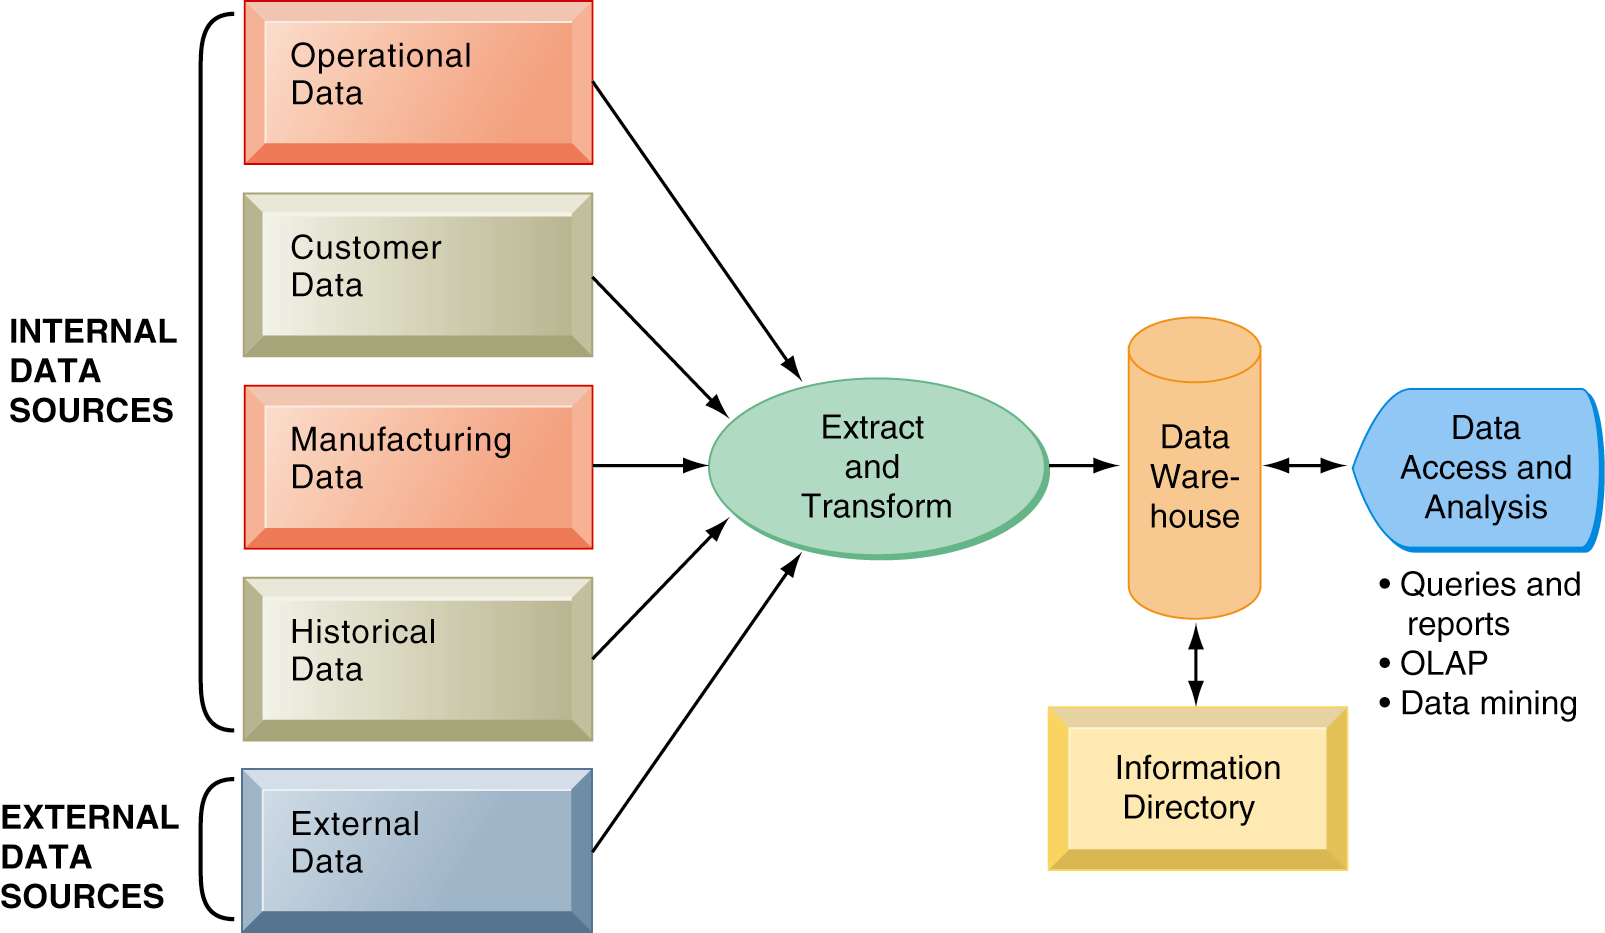 INTERNAL
DATA
SOURCES
Operational
Data
Customer
Data
Manufacturing
Data
Historical
Data
EXTERNAL
DATA
SOURCES
External
Data
Extract
and
Transform
Data
Ware-
house
Data
Access and
Analysis
• Queries and
reports
• OLAP
• Data mining
Information
Directory